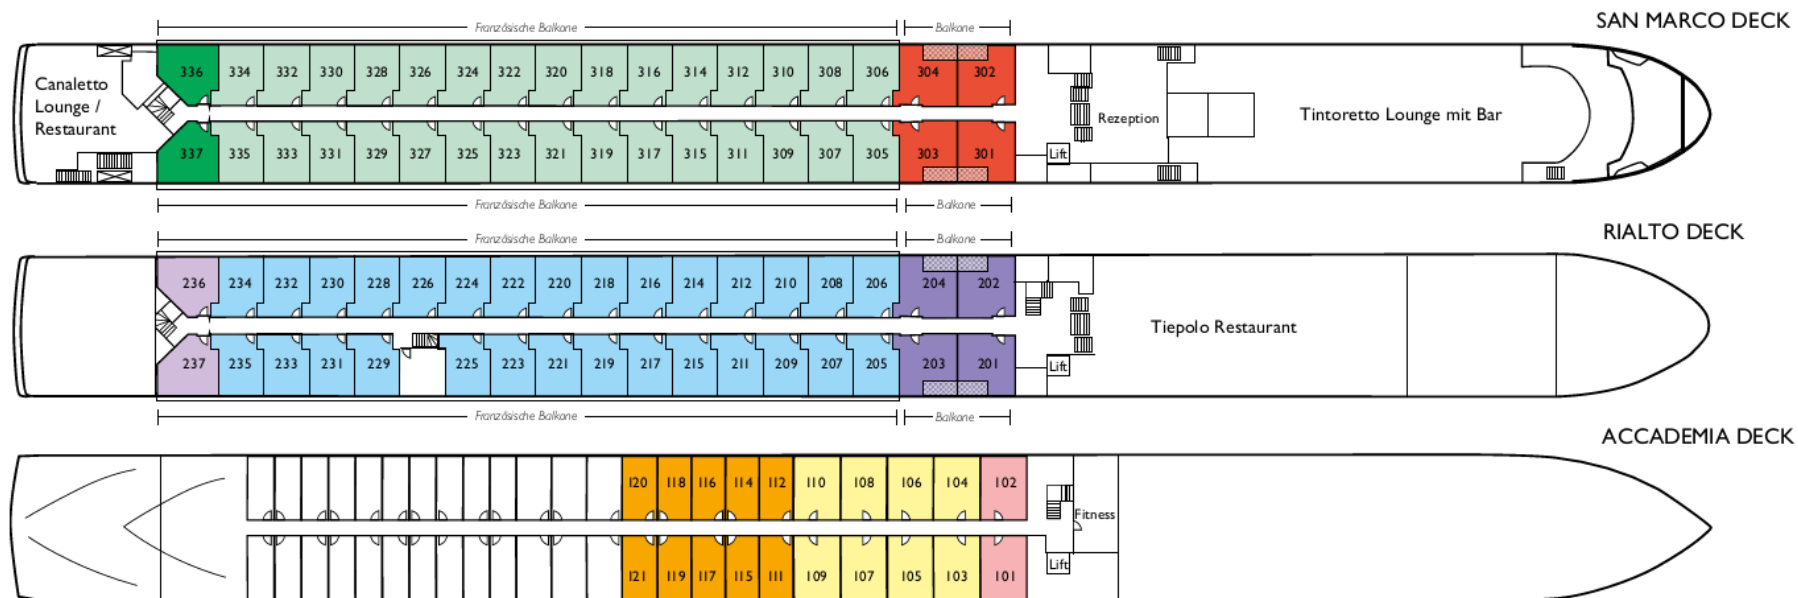 Französische Balkone Balkone SAN MARCO DECK
336 334 332 330 328 326 324 322 320 318 316 314 312 310 308 306 304 302
Canaletto
Lounge /
Restaurant
Rezeption
Tintoretto Lounge mit Bar
337 335 333 331 329 327 325 323 321 319 317 315 311 309 307 305 303 301 Lift
Französische Balkone Balkone
RIALTO DECK
Französische Balkone Balkone
236 234 232 230 228 226 224 222 220 218 216 214 212 210 208 206 204 202
Tiepolo Restaurant
237 235 233 231 229 225 223 221 219 217 215 211 209 207 205 203 201 Lift
Französische Balkone Balkone
ACCADEMIA DECK
120 118 116 114 112 110 108 106 104 102
Fitness
Lift
121 119 117 115 111 109 107 105 103 101